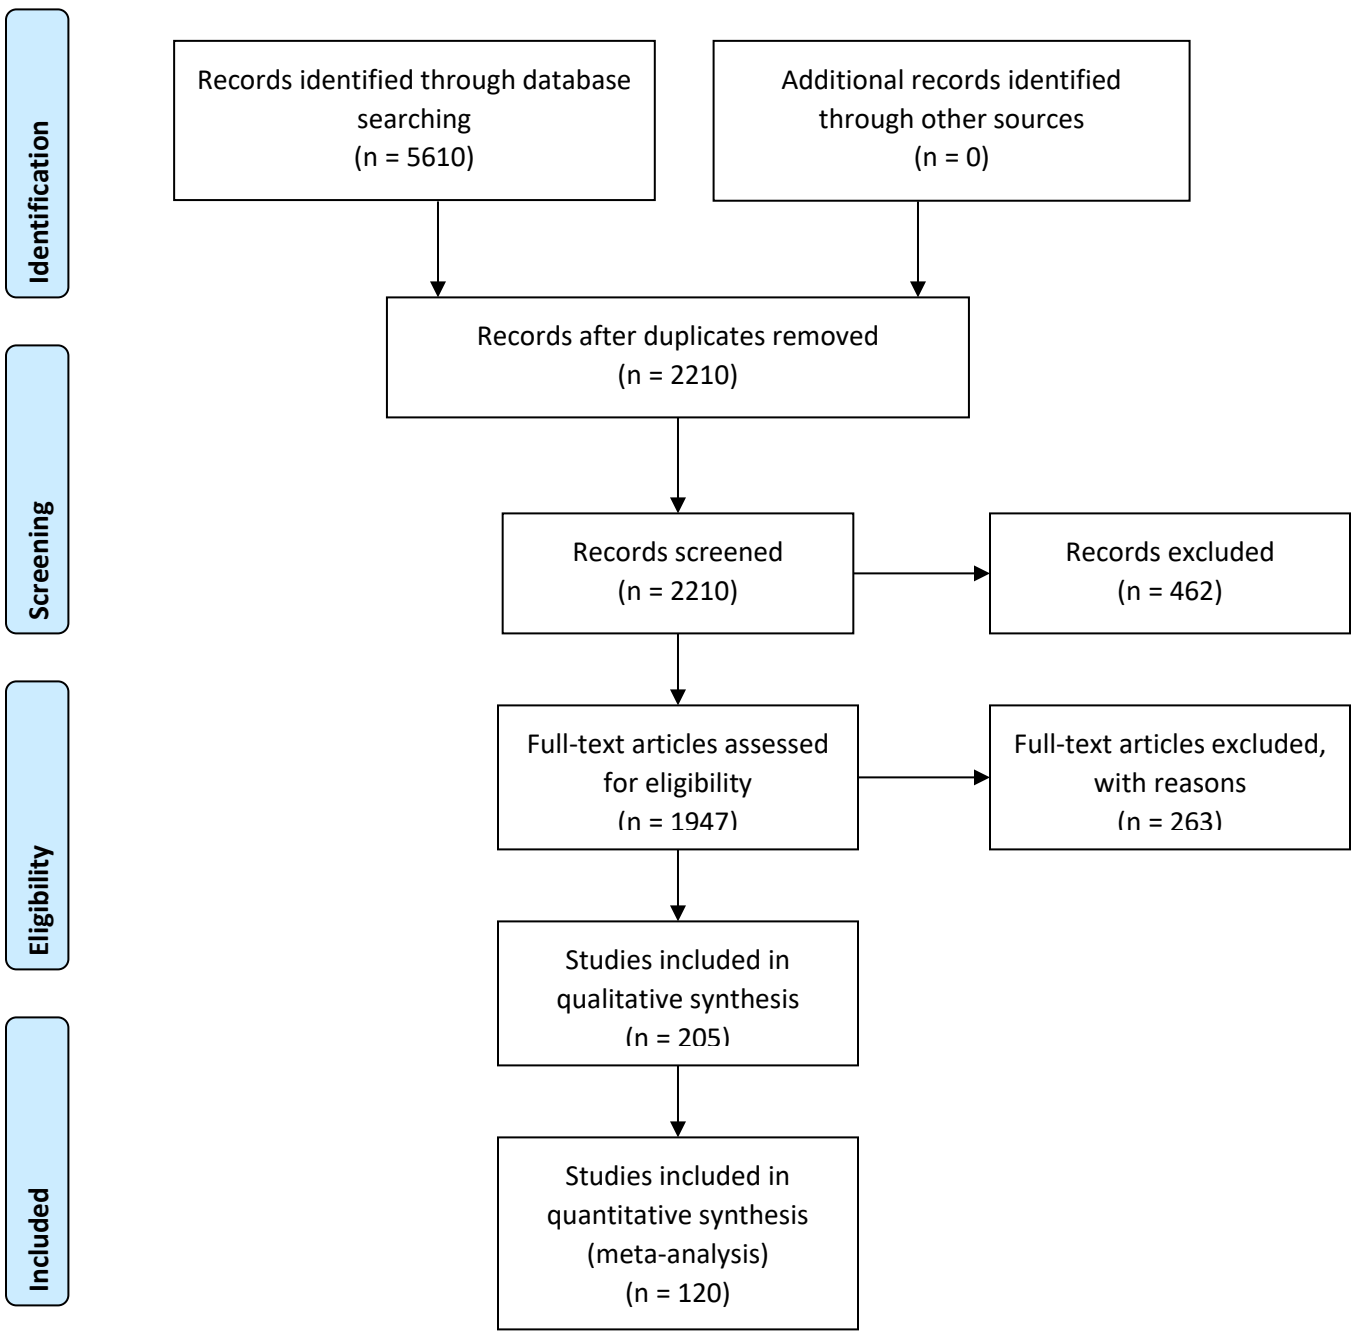 Identification
Records identified through database
searching
(n = 5610)
Additional records identified
through other sources
(n = 0)
Records after duplicates removed
(n = 2210)
Screening
Records screened
(n = 2210)
Records excluded
(n = 462)
Eligibility
Full-text articles assessed
for eligibility
(n = 1947)
Full-text articles excluded,
with reasons
(n = 263)
Studies included in
qualitative synthesis
(n = 205)
Included
Studies included in
quantitative synthesis
(meta-analysis)
(n = 120)